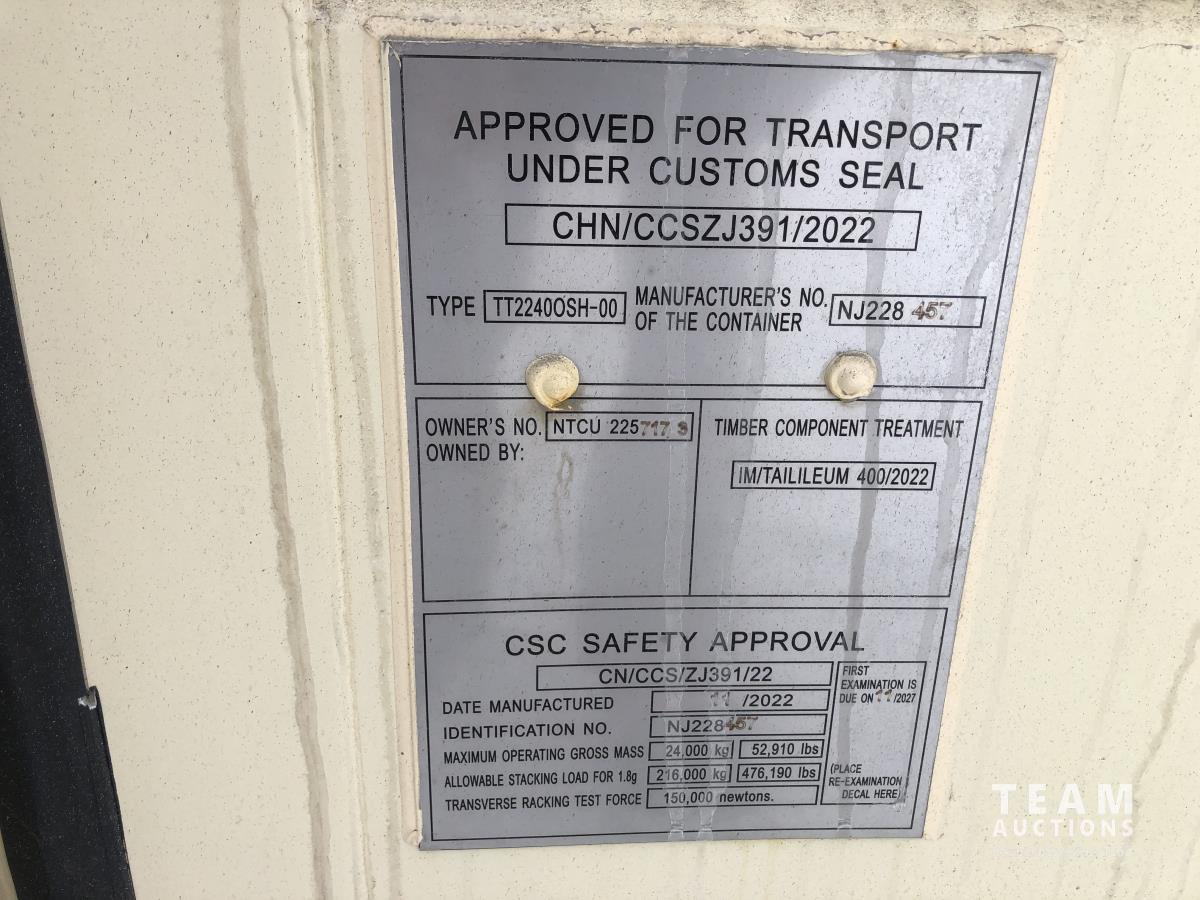 APPROVED FOR TRANSPORT
UNDER CUSTOMS SEAL
CHN/CCSZJ391/2022
TYPE TT2240OSH-00 MANUFACTURER'S NO.
OF THE CONTAINER NJ228 457
OWNER'S NO. NTCU 225717 3
OWNED BY:
TIMBER COMPONENT TREATMENT
IM/TAILILEUM 400/2022
CSC SAFETY APPROVAL
CN/CCS/ZJ391/22
DATE MANUFACTURED 11 /2022
IDENTIFICATION NO. NJ228457
MAXIMUM OPERATING GROSS MASS 24,000 kg 52,910 lbs
ALLOWABLE STACKING LOAD FOR 1.8g 216,000 kg 476,190 lbs
TRANSVERSE RACKING TEST FORCE 150,000 newtons.
FIRST
EXAMINATION IS
DUE ON 11/2027
(PLACE
RE-EXAMINATION
DECAL HERE)
TEAM
AUCTIONS